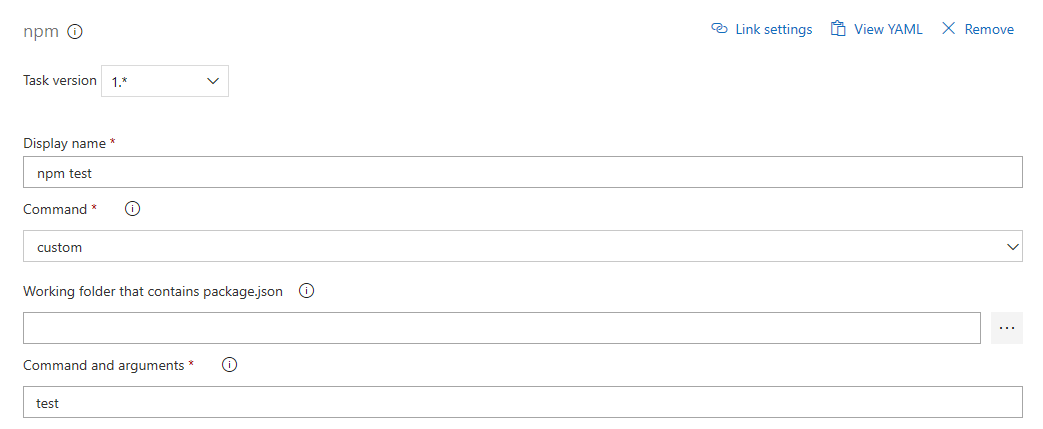 npm
Link settings
View YAML
Remove
Task version
1.*
Display name *
npm test
Command *
custom
Working folder that contains package.json
...
Command and arguments *
test